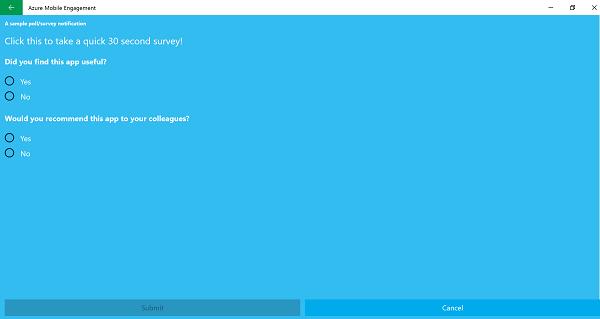 Azure Mobile Engagement
A sample poll/survey notification
Click this to take a quick 30 second survey!
Did you find this app useful?
Yes
No
Would you recommend this app to your colleagues?
Yes
No
Submit
Cancel